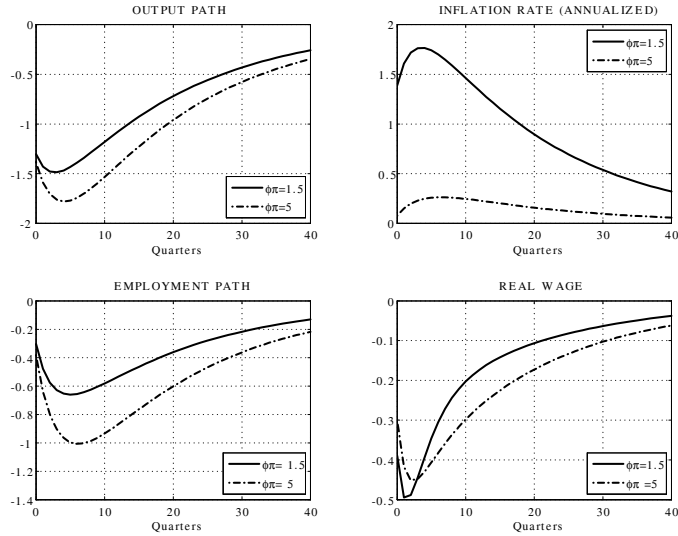 OUTPUT PATH
0
-0.5
-1
-1.5
-2
0 10 20 30 40
Quarters
φπ=1.5
φπ=5
INFLATION RATE (ANNUALIZED)
2
1.5
1
0.5
0
0 10 20 30 40
Quarters
φπ=1.5
φπ=5
EMPLOYMENT PATH
0
-0.2
-0.4
-0.6
-0.8
-1
-1.2
-1.4
0 10 20 30 40
Quarters
φπ= 1.5
φπ= 5
REAL WAGE
0
-0.1
-0.2
-0.3
-0.4
-0.5
0 10 20 30 40
Quarters
φπ=1.5
φπ =5